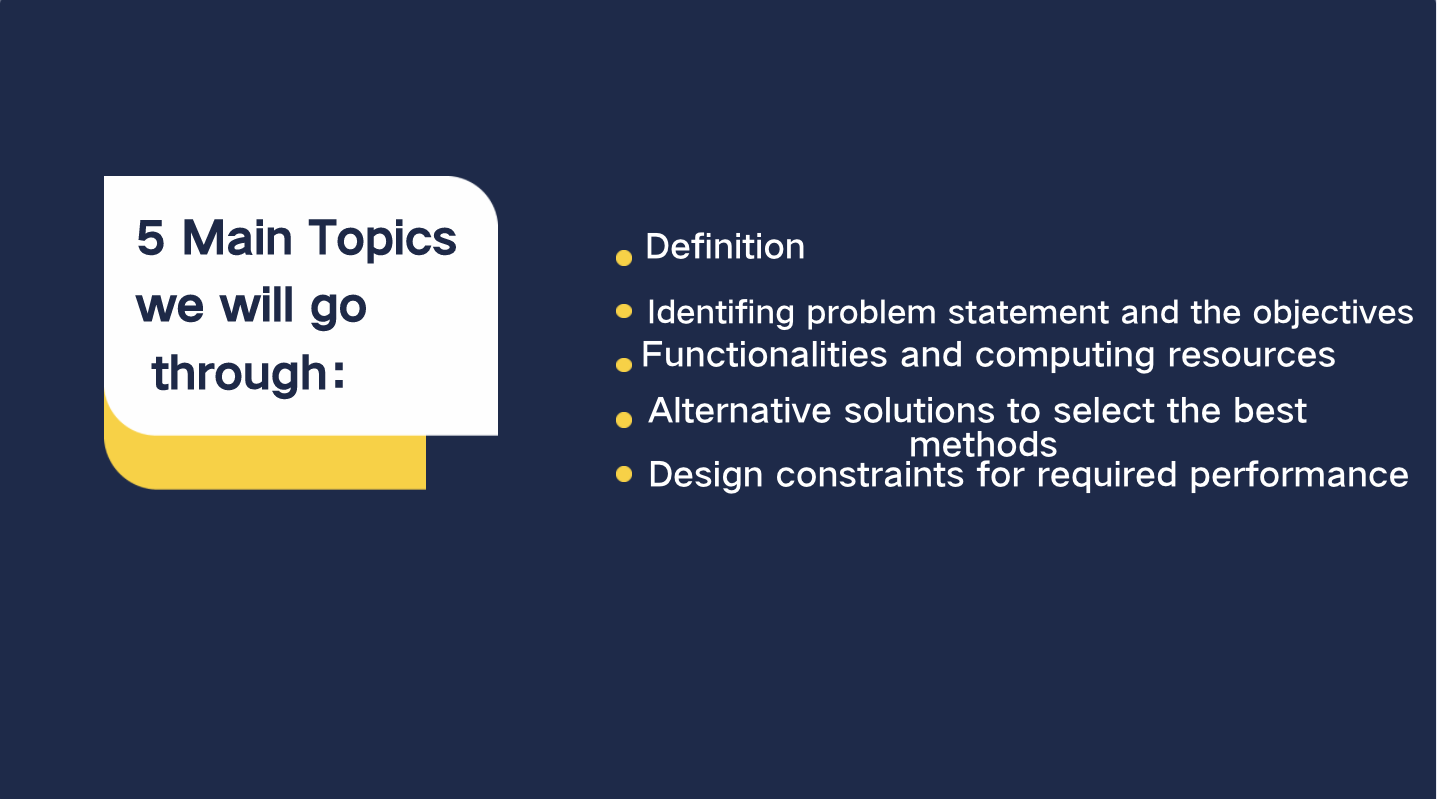 5 Main Topics
we will go
through:
Definition
Identifing problem statement and the objectives
Functionalities and computing resources
Alternative solutions to select the best
methods
Design constraints for required performance